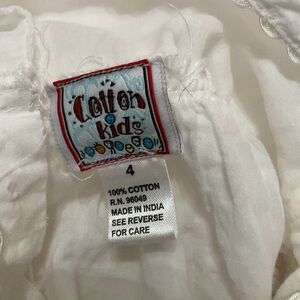 Cotton
Kids
4
100% COTTON
R.N. 96049
MADE IN INDIA
SEE REVERSE
FOR CARE